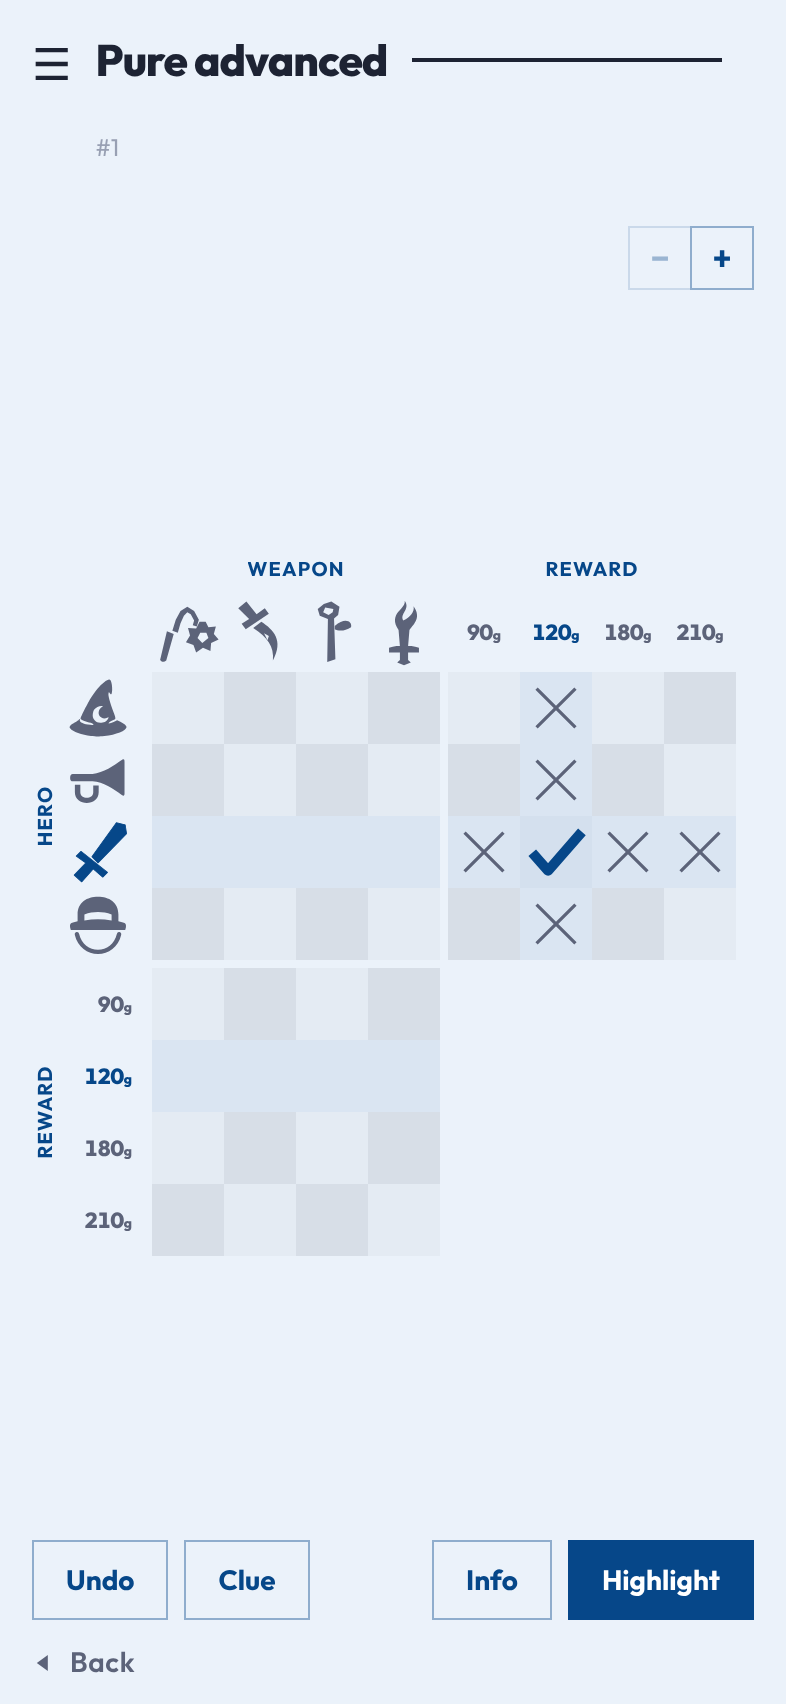 Pure advanced
#1
− +
WEAPON REWARD
90g 120g 180g 210g
HERO
REWARD
90g
120g
180g
210g
Undo Clue Info Highlight
Back